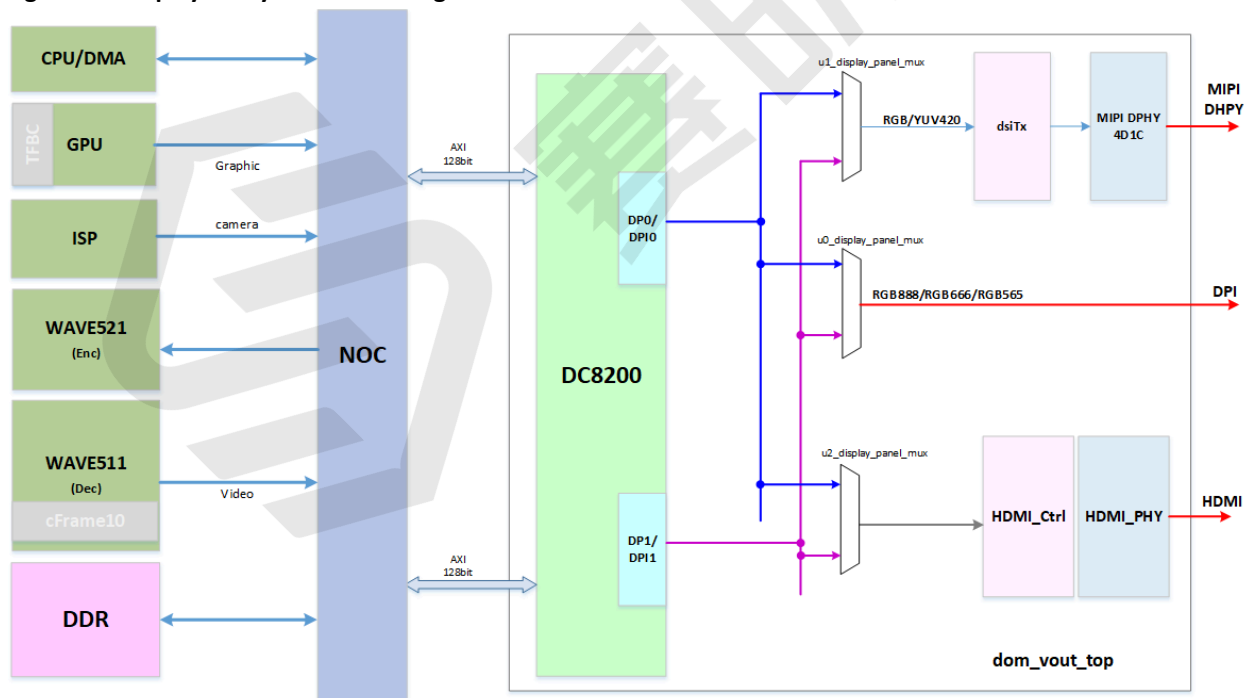 CPU/DMA
TFBC
GPU
Graphic
ISP
camera
WAVE521
(Enc)
WAVE511
(Dec)
cFrame10
Video
DDR
NOC
AXI
128bit
AXI
128bit
DC8200
DP0/
DPI0
DP1/
DPI1
u1_display_panel_mux
RGB/YUV420
dsiTx
MIPI DPHY
4D1C
MIPI
DHPY
u0_display_panel_mux
RGB888/RGB666/RGB565
DPI
u2_display_panel_mux
HDMI_Ctrl
HDMI_PHY
HDMI
dom_vout_top